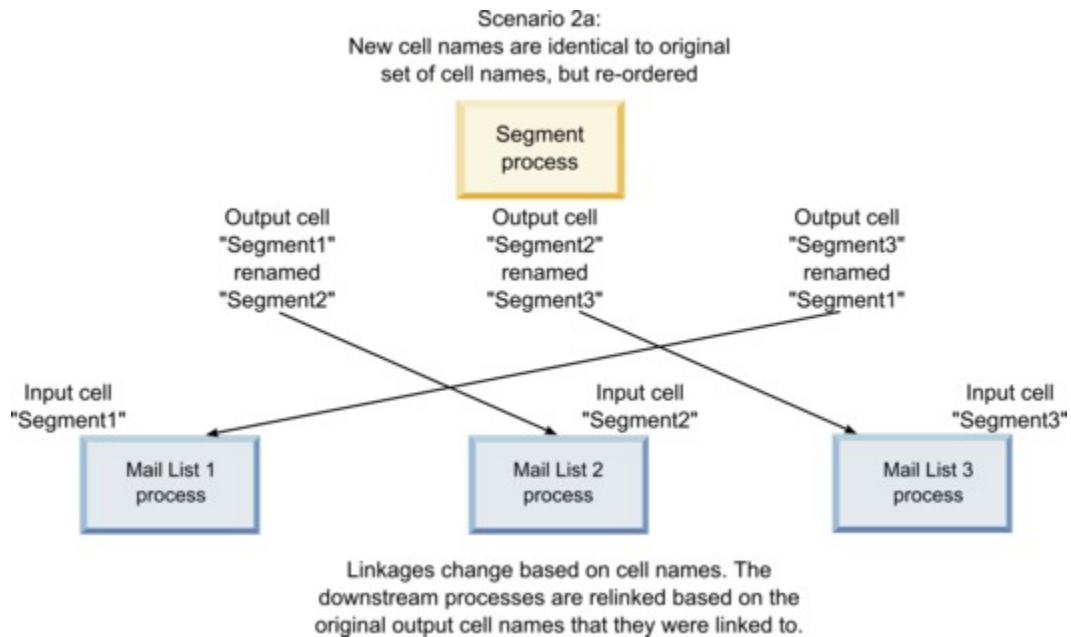 Scenario 2a:
New cell names are identical to original
set of cell names, but re-ordered
Segment
process
Output cell
"Segment1"
renamed
"Segment2"
Output cell
"Segment2"
renamed
"Segment3"
Output cell
"Segment3"
renamed
"Segment1"
Input cell
"Segment1"
Mail List 1
process
Input cell
"Segment2"
Mail List 2
process
Input cell
"Segment3"
Mail List 3
process
Linkages change based on cell names. The
downstream processes are relinked based on the
original output cell names that they were linked to.